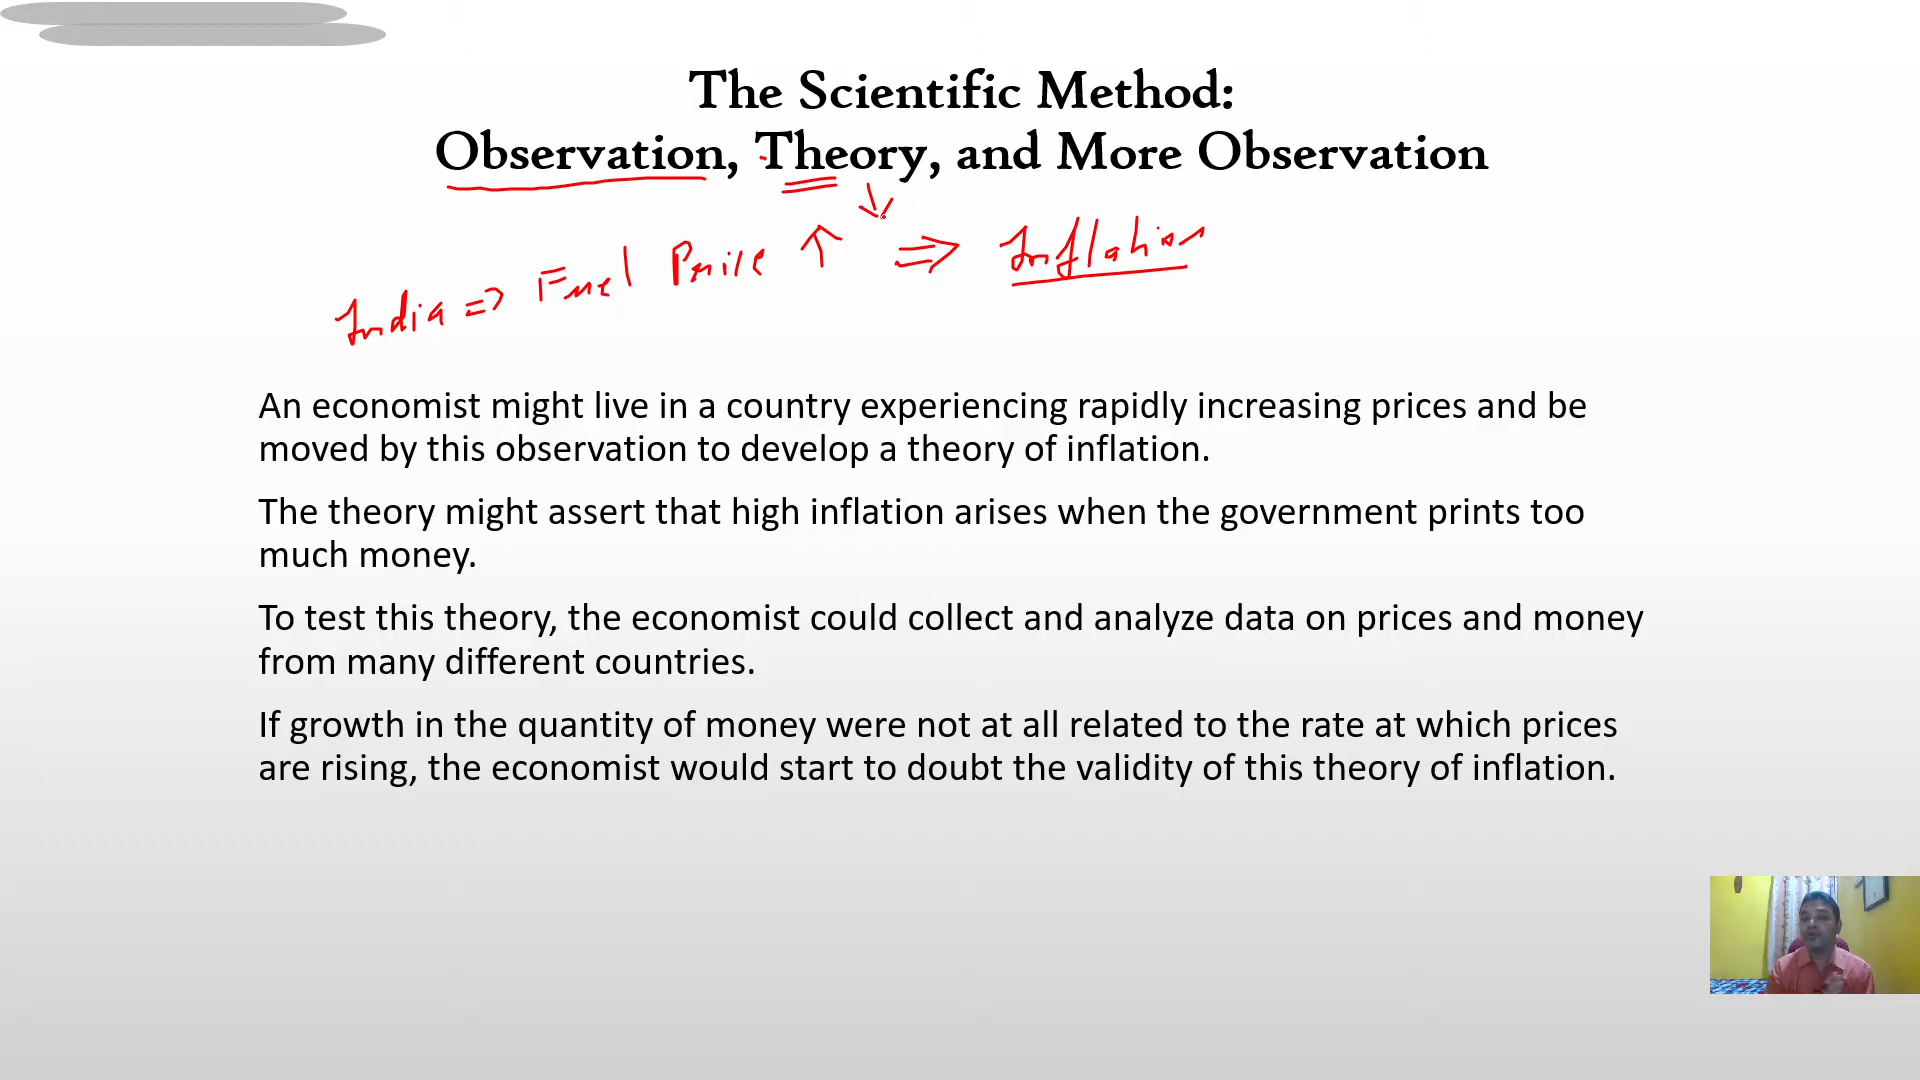 The Scientific Method:
Observation, Theory, and More Observation
India => Fuel Price ↑ => Inflation
An economist might live in a country experiencing rapidly increasing prices and be
moved by this observation to develop a theory of inflation.
The theory might assert that high inflation arises when the government prints too
much money.
To test this theory, the economist could collect and analyze data on prices and money
from many different countries.
If growth in the quantity of money were not at all related to the rate at which prices
are rising, the economist would start to doubt the validity of this theory of inflation.